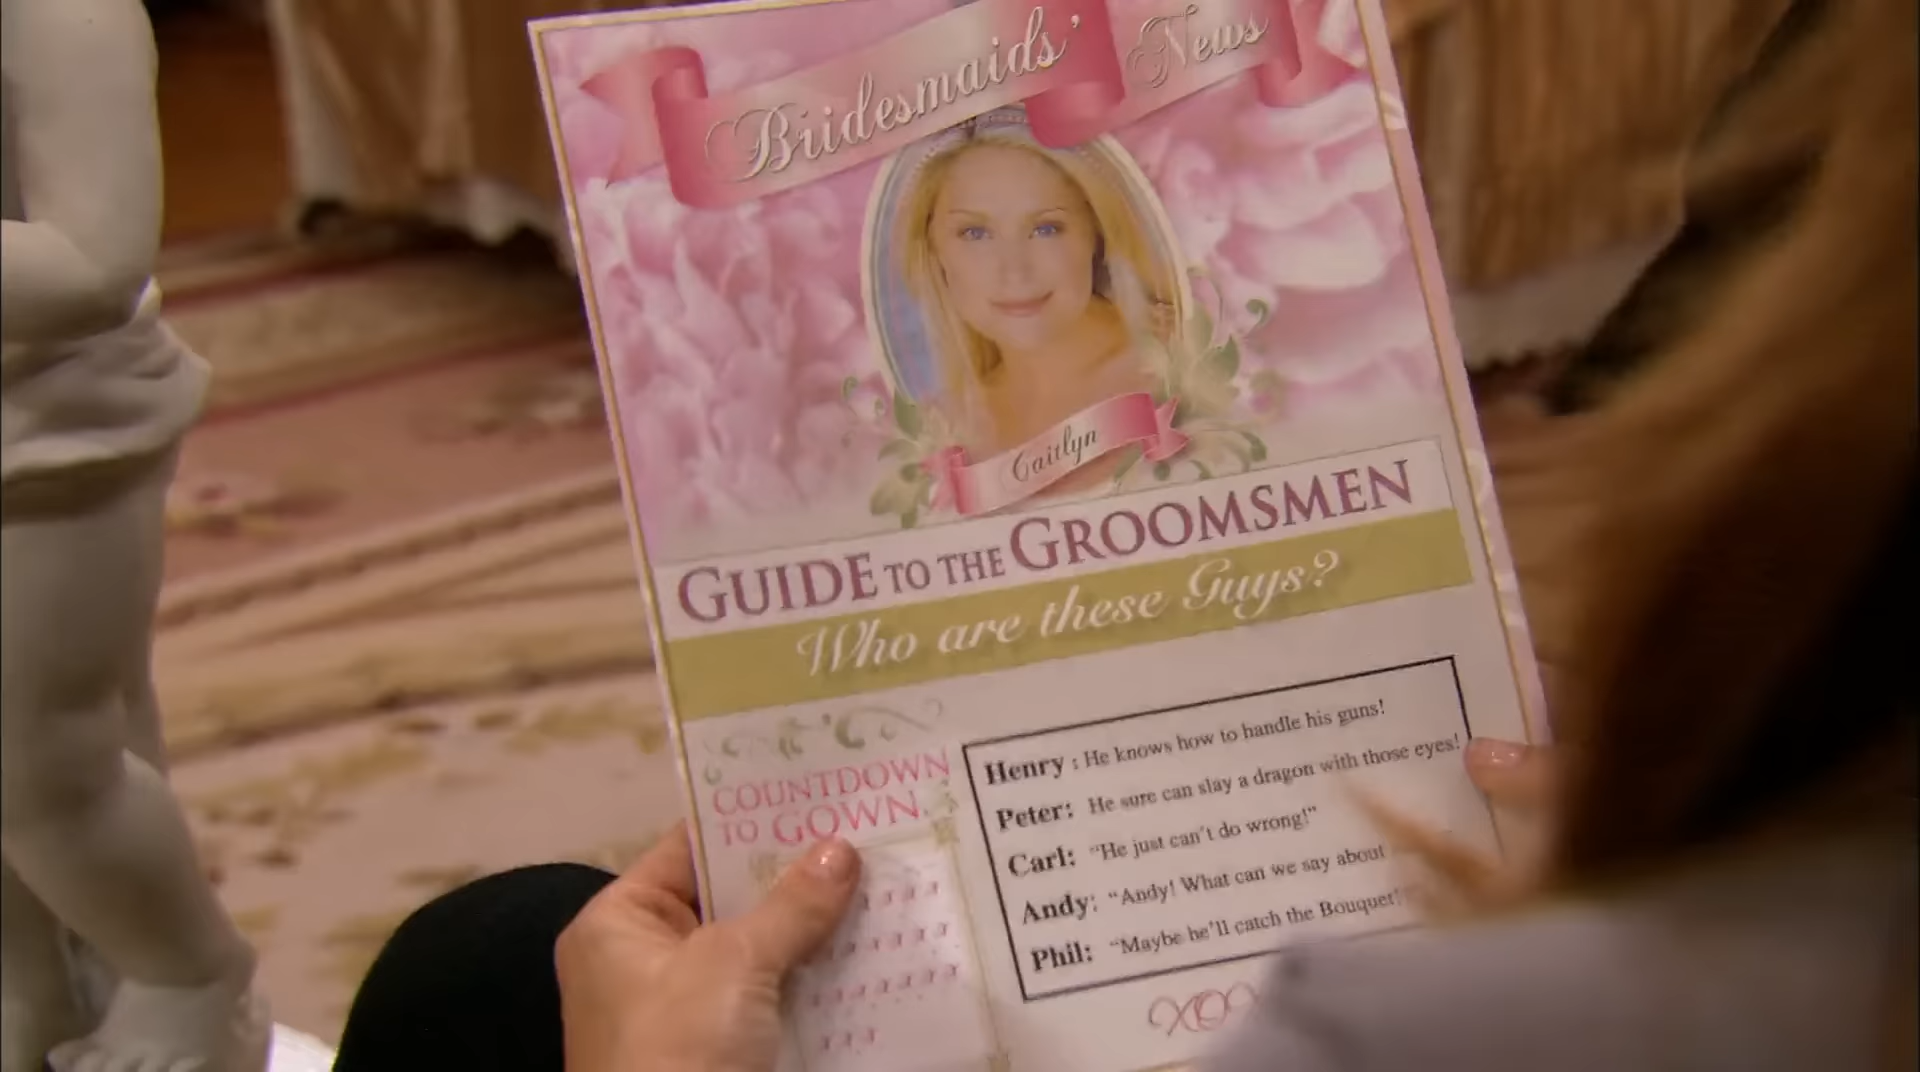 Bridesmaids' News
Caitlyn
GUIDE TO THE GROOMSMEN
Who are these Guys?
COUNTDOWN
TO GOWN
Henry : He knows how to handle his guns!
Peter: He sure can slay a dragon with those eyes!
Carl: "He just can't do wrong!"
Andy: "Andy! What can we say about
Phil: "Maybe he'll catch the Bouquet!"